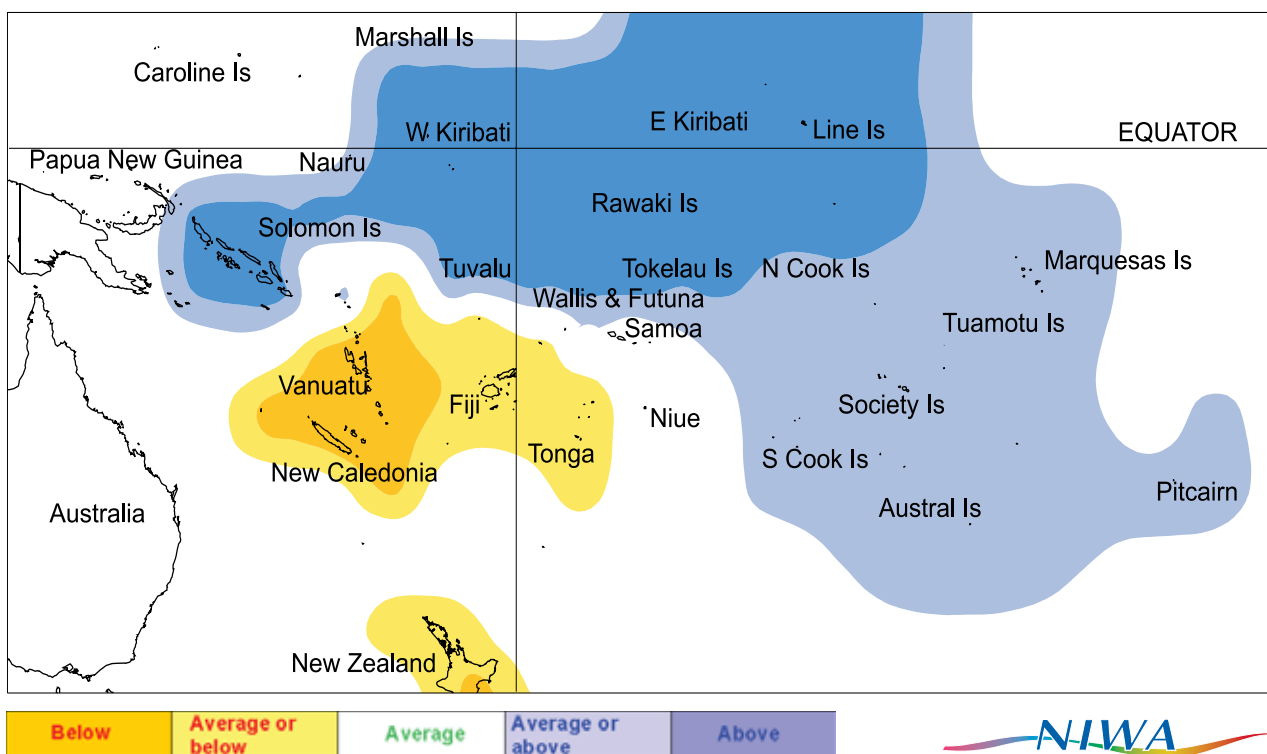 Marshall Is
Caroline Is
W Kiribati
E Kiribati
Line Is
EQUATOR
Papua New Guinea
Nauru
Rawaki Is
Solomon Is
Tuvalu
Tokelau Is
N Cook Is
Marquesas Is
Wallis & Futuna
Samoa
Tuamotu Is
Vanuatu
Fiji
Society Is
Niue
Tonga
New Caledonia
S Cook Is
Pitcairn
Australia
Austral Is
New Zealand
Below
Average or
below
Average
Average or
above
Above
NIWA